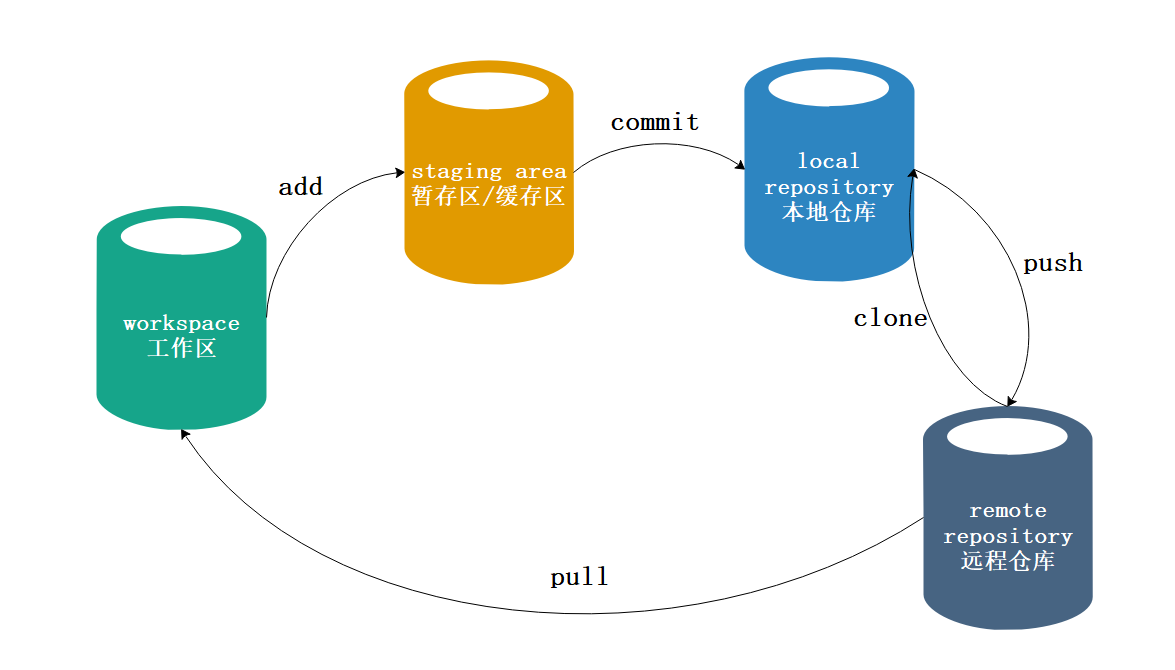 commit
add
staging area
暂存区/缓存区
local
repository
本地仓库
push
clone
workspace
工作区
remote
repository
远程仓库
pull